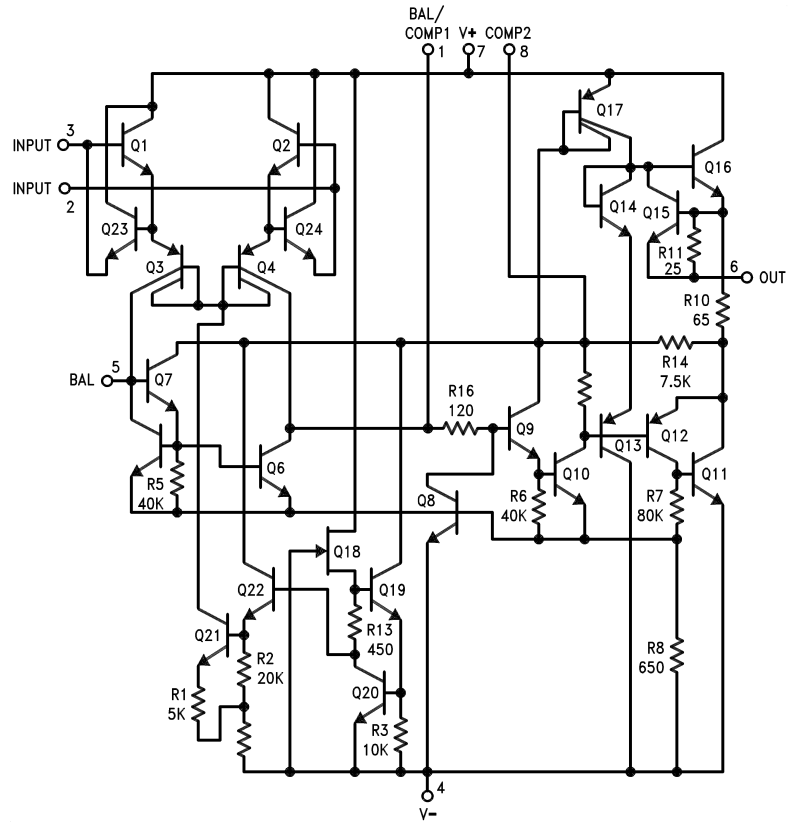 BAL/
COMP1 V+ COMP2
1 7 8
Q17
3
INPUT Q1 Q2
Q16
INPUT
2
Q14 Q15
Q23 Q24
R11
25
6
OUT
Q3 Q4
R10
65
5
BAL
Q7
R14
7.5K
R16
120
Q9 Q13 Q12
Q6 Q10 Q11
R5
40K
Q8
R6
40K
R7
80K
Q18
Q22 Q19
Q21
R13
450
R2
20K
R8
650
R1
5K
Q20
R3
10K
4
V−